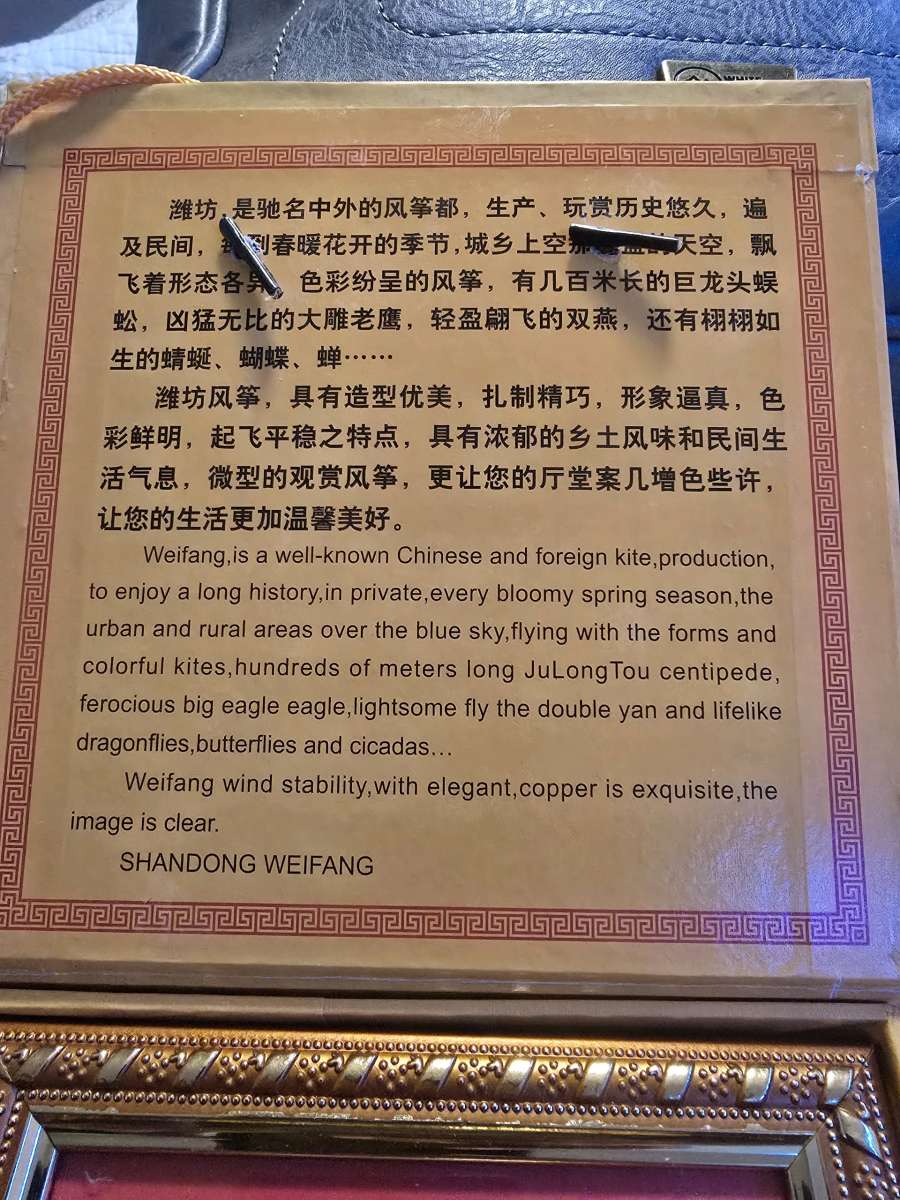 WHITE
潍坊,是驰名中外的风筝都，生产、玩赏历史悠久，遍
及民间，到春暖花开的季节,城乡上空那的天空，飘
飞着形态各异 色彩纷呈的风筝，有几百米长的巨龙头蜈
蚣，凶猛无比的大雕老鹰，轻盈翩飞的双燕，还有栩栩如
生的蜻蜓、蝴蝶、蝉……
潍坊风筝，具有造型优美，扎制精巧，形象逼真，色
彩鲜明，起飞平稳之特点，具有浓郁的乡土风味和民间生
活气息，微型的观赏风筝，更让您的厅堂案几增色些许，
让您的生活更加温馨美好。
Weifang,is a well-known Chinese and foreign kite,production,
to enjoy a long history,in private,every bloomy spring season,the
urban and rural areas over the blue sky,flying with the forms and
colorful kites,hundreds of meters long JuLongTou centipede,
ferocious big eagle eagle,lightsome fly the double yan and lifelike
dragonflies,butterflies and cicadas...
Weifang wind stability,with elegant,copper is exquisite,the
image is clear.
SHANDONG WEIFANG